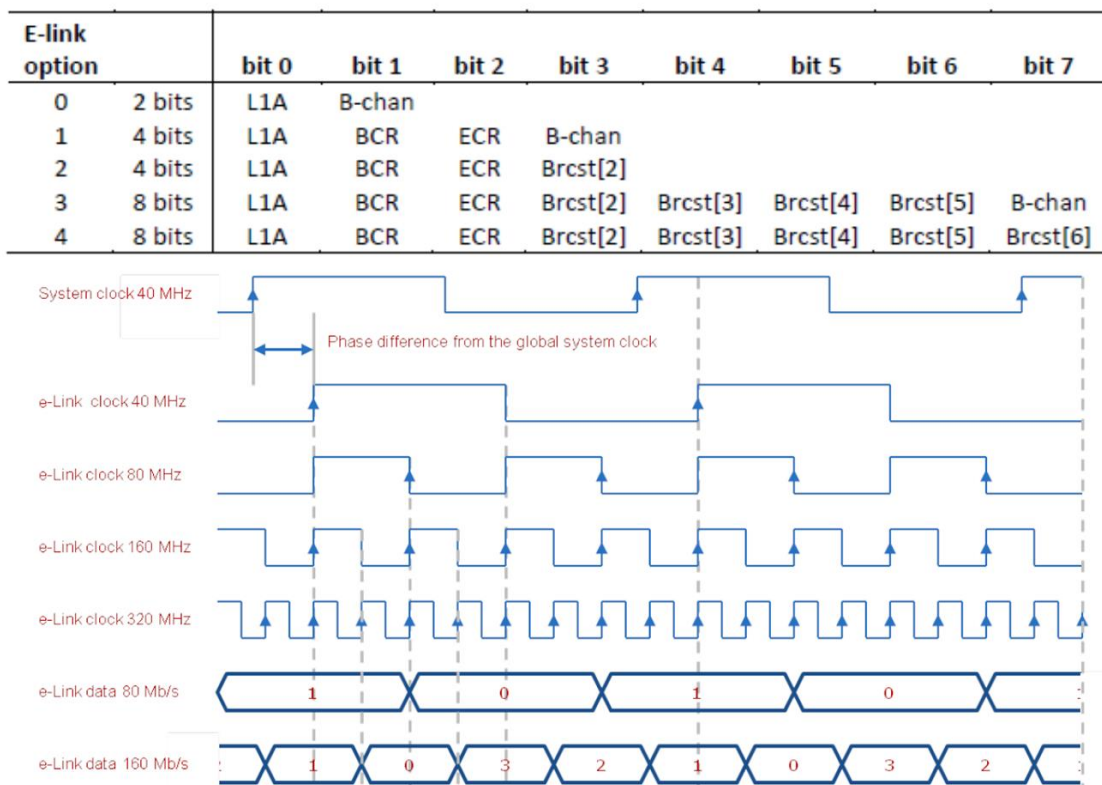 E-link
option bit 0 bit 1 bit 2 bit 3 bit 4 bit 5 bit 6 bit 7
0 2 bits L1A B-chan
1 4 bits L1A BCR ECR B-chan
2 4 bits L1A BCR ECR Brcst[2]
3 8 bits L1A BCR ECR Brcst[2] Brcst[3] Brcst[4] Brcst[5] B-chan
4 8 bits L1A BCR ECR Brcst[2] Brcst[3] Brcst[4] Brcst[5] Brcst[6]
System clock 40 MHz
Phase difference from the global system clock
e-Link clock 40 MHz
e-Link clock 80 MHz
e-Link clock 160 MHz
e-Link clock 320 MHz
e-Link data 80 Mb/s 1 0 1 0
e-Link data 160 Mb/s 1 0 3 2 1 0 3 2